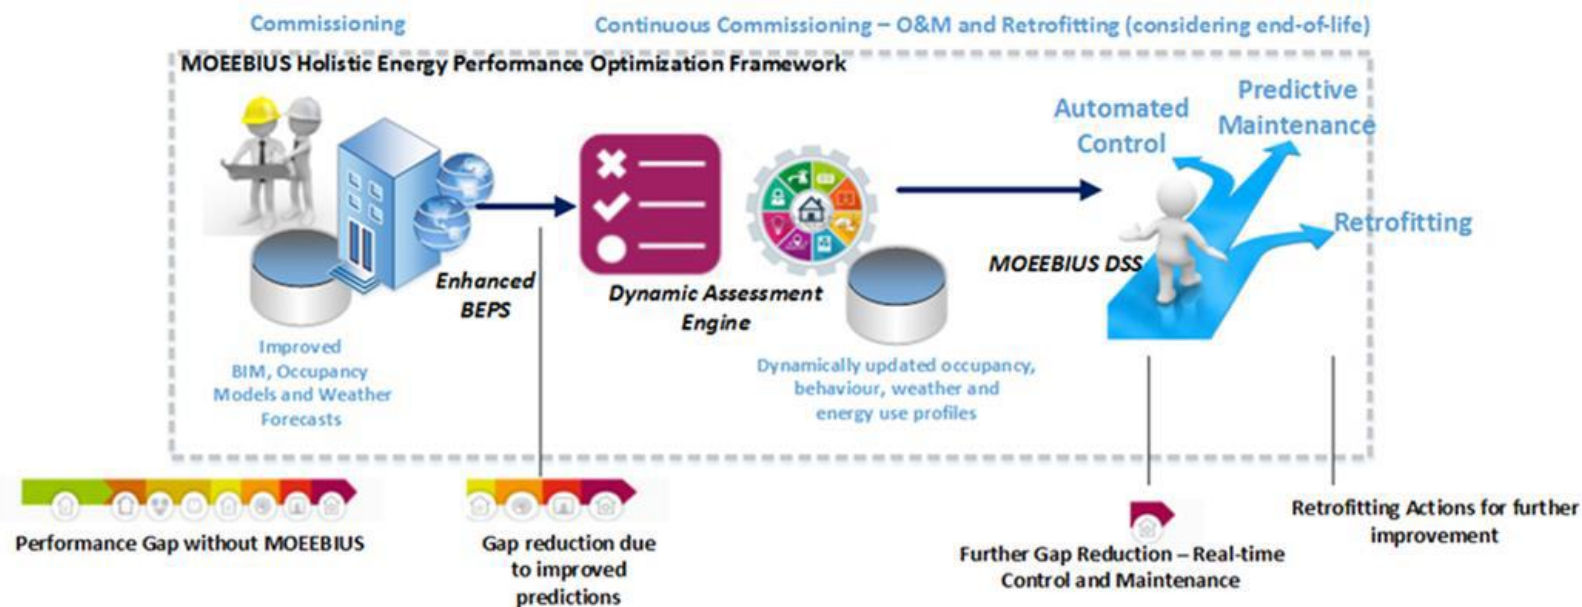 Commissioning
Continuous Commissioning – O&M and Retrofitting (considering end-of-life)
MOEEBIUS Holistic Energy Performance Optimization Framework
Automated
Control
Predictive
Maintenance
Retrofitting
Enhanced
BEPS
Dynamic Assessment
Engine
MOEEBIUS DSS
Improved
BIM, Occupancy
Models and Weather
Forecasts
Dynamically updated occupancy,
behaviour, weather and
energy use profiles
Performance Gap without MOEEBIUS
Gap reduction due
to improved
predictions
Further Gap Reduction – Real-time
Control and Maintenance
Retrofitting Actions for further
improvement